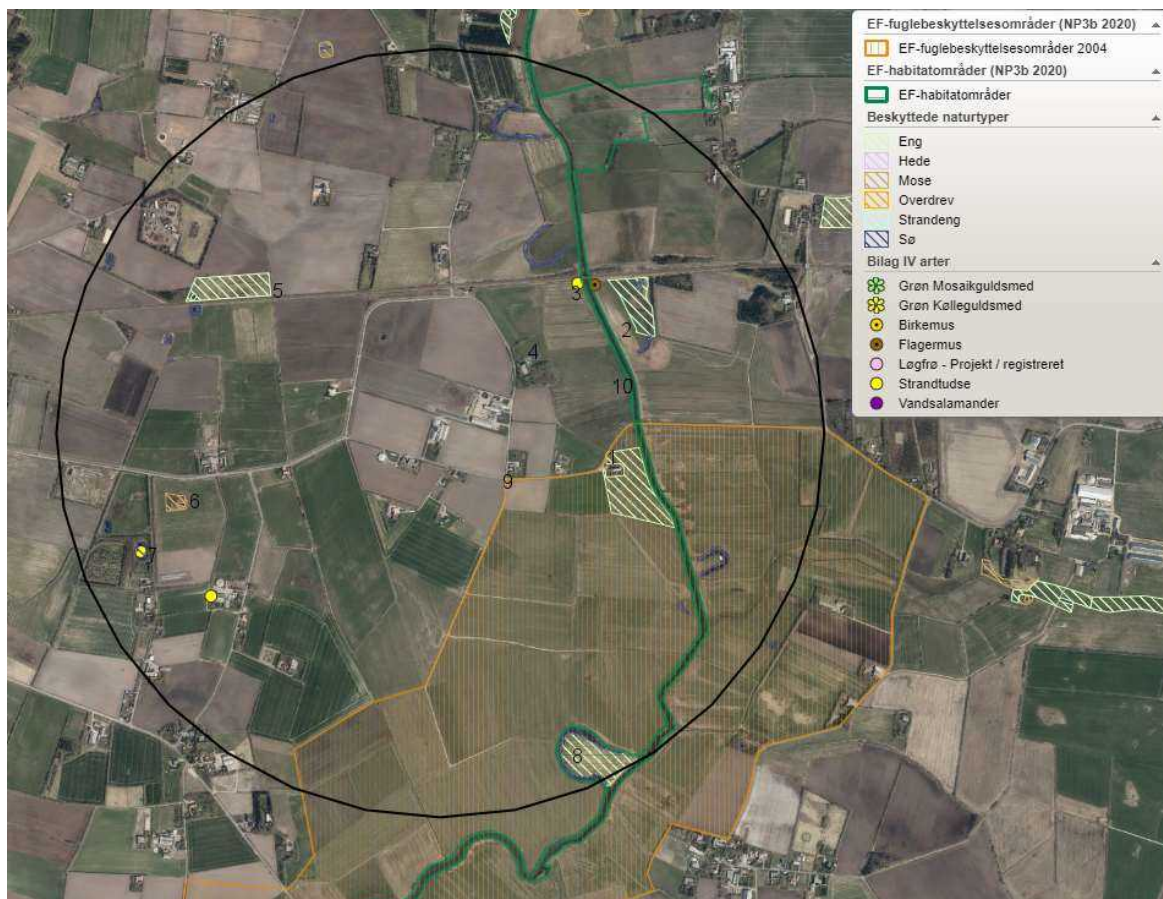 EF-fuglebeskyttelsesområder (NP3b 2020)
EF-fuglebeskyttelsesområder 2004
EF-habitatområder (NP3b 2020)
EF-habitatområder
Beskyttede naturtyper
Eng
Hede
Mose
Overdrev
Strandeng
Sø
Bilag IV arter
Grøn Mosaikguldsmed
Grøn Kølleguldsmed
Birkemus
Flagermus
Løgfrø - Projekt / registreret
Strandtudse
Vandsalamander
5
3
2
4
10
1
9
6
7
8